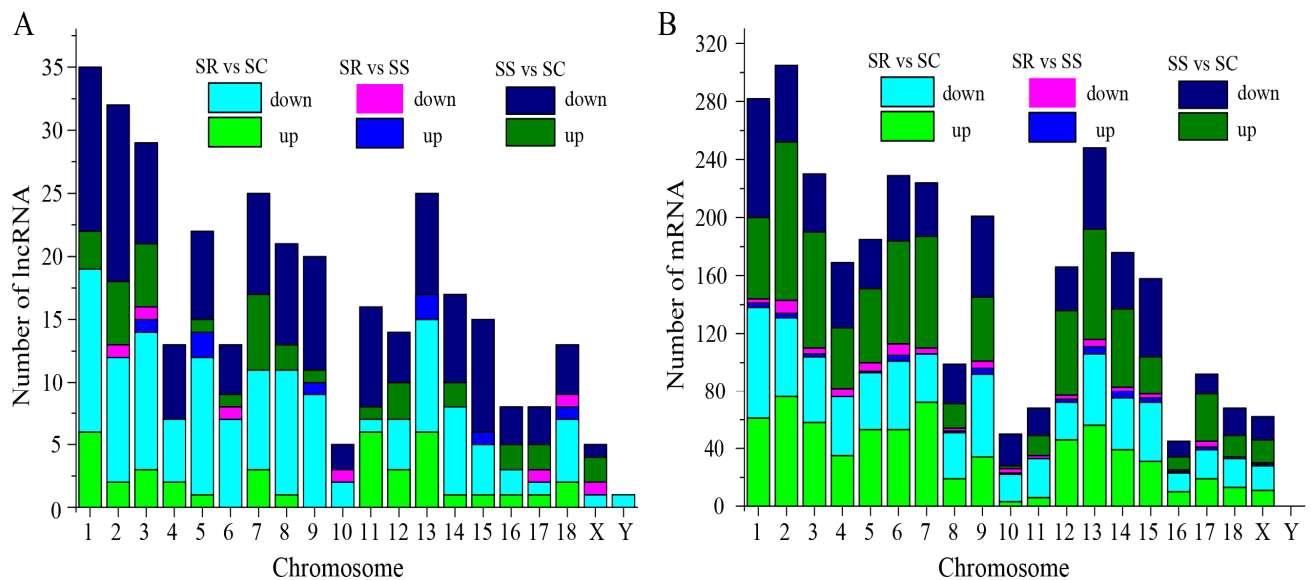 A
Number of lncRNA
35
30
25
20
15
10
5
0
SR vs SC
SR vs SS
SS vs SC
down
down
down
up
up
up
1 2 3 4 5 6 7 8 9 10 11 12 13 14 15 16 17 18 X Y
Chromosome
B
Number of mRNA
320
280
240
200
160
120
80
40
0
SR vs SC
SR vs SS
SS vs SC
down
down
down
up
up
up
1 2 3 4 5 6 7 8 9 10 11 12 13 14 15 16 17 18 X Y
Chromosome